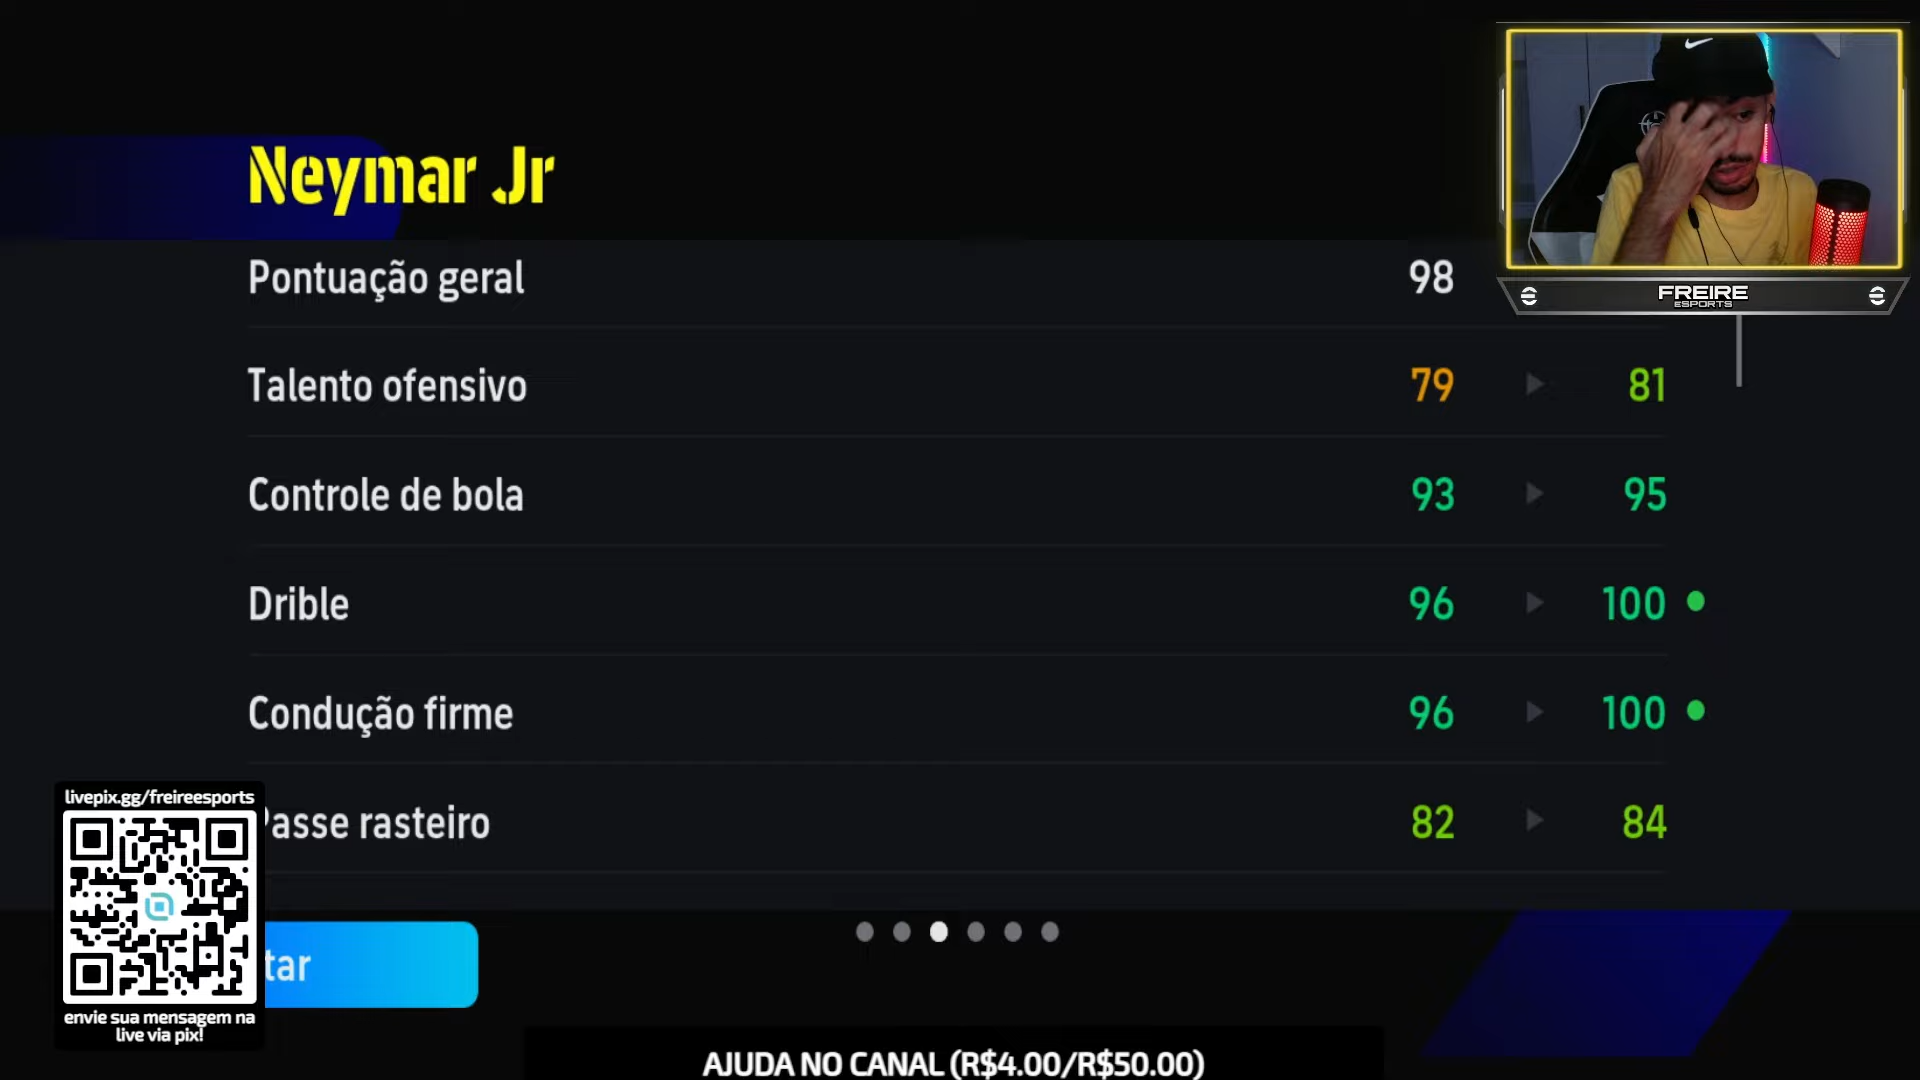 Neymar Jr
Pontuação geral 98
Talento ofensivo 79 81
Controle de bola 93 95
Drible 96 100
Condução firme 96 100
Passe rasteiro 82 84
FREIRE
ESPORTS
livepix.gg/freireesports
envie sua mensagem na
live via pix!
tar
AJUDA NO CANAL (R$4.00/R$50.00)